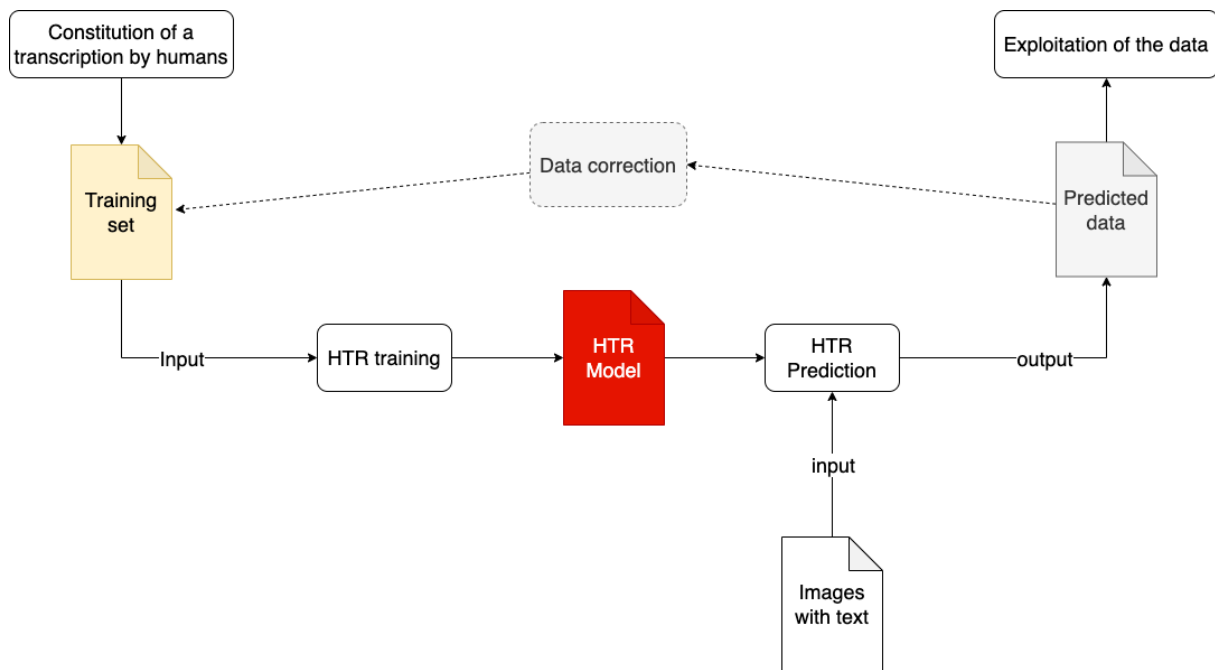 Constitution of a
transcription by humans
Exploitation of the data
Data correction
Training
set
Predicted
data
Input
HTR training
HTR
Model
HTR
Prediction
output
input
Images
with text